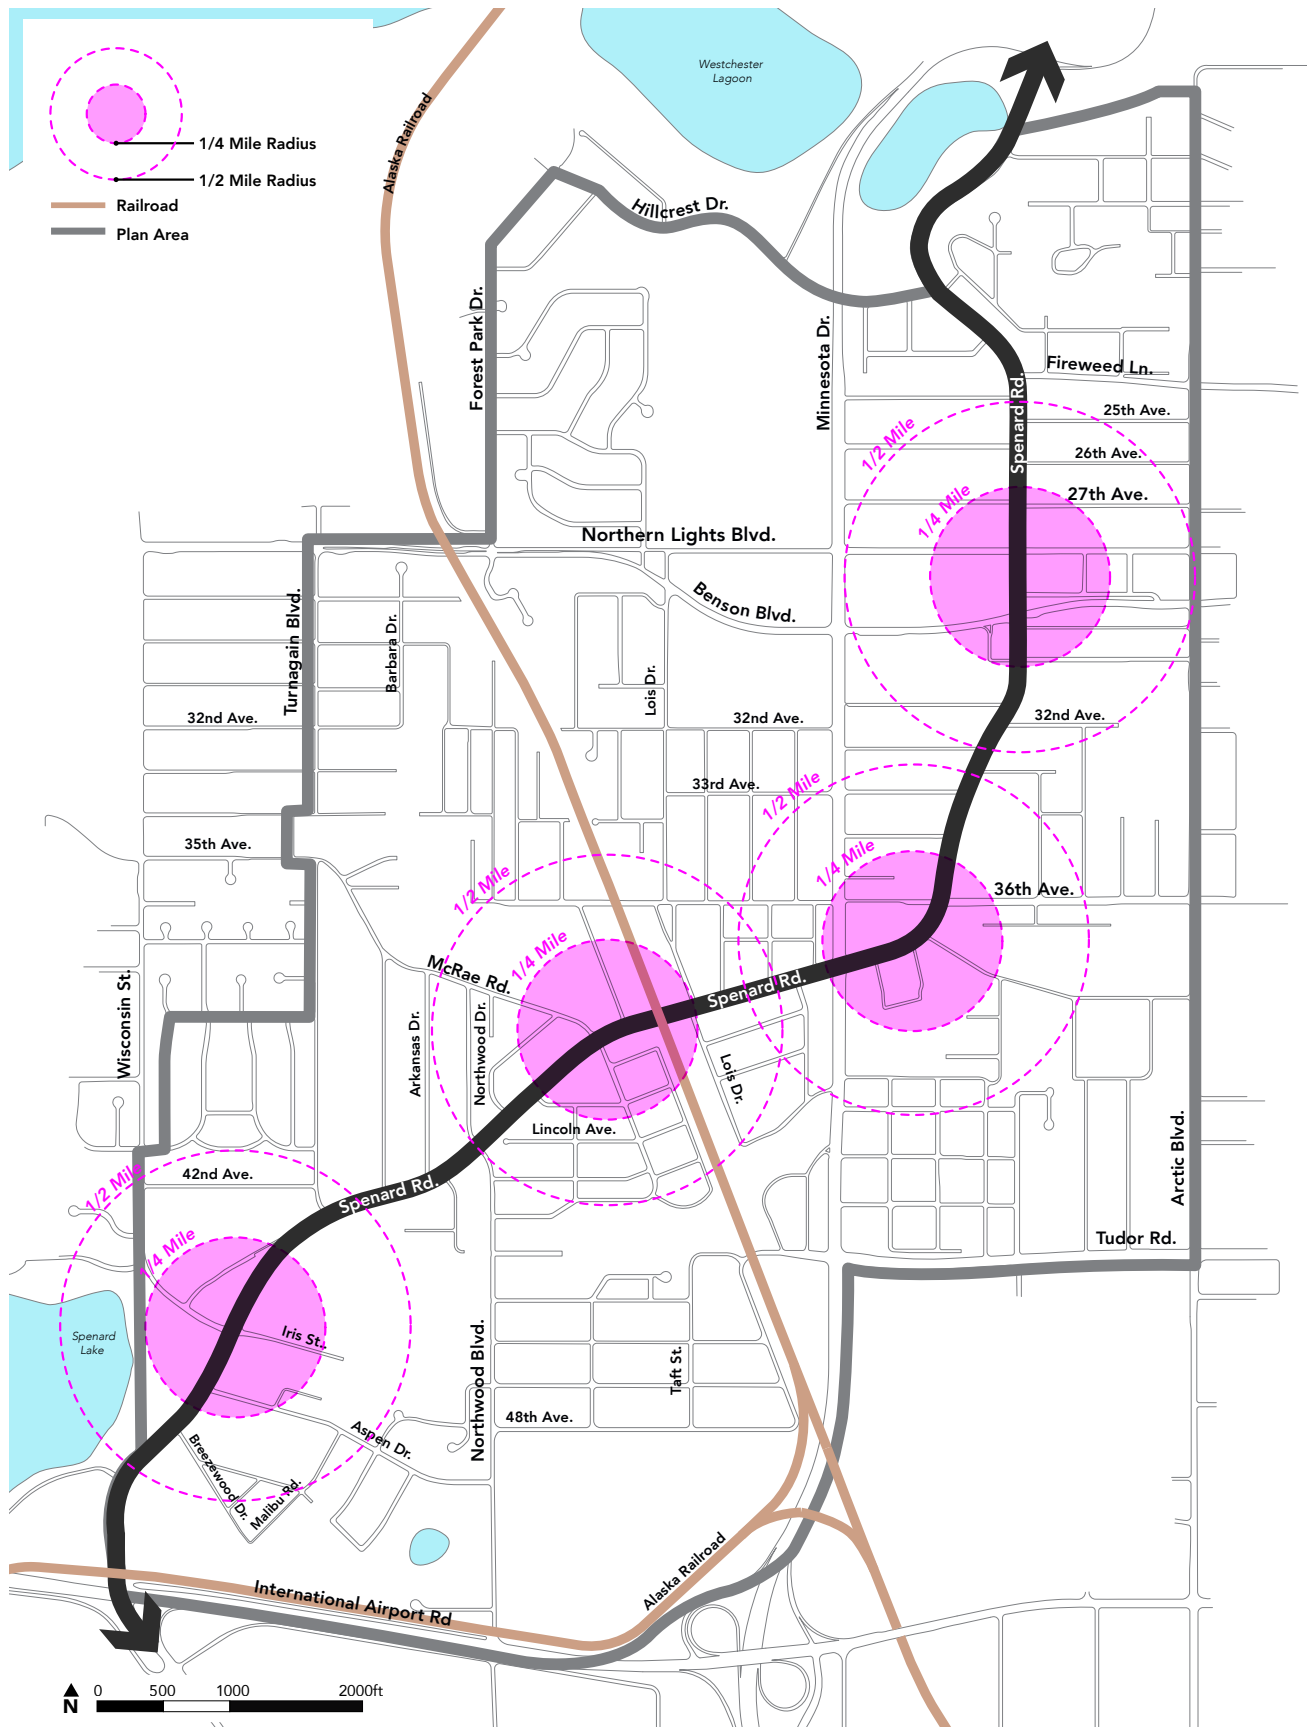 Westchester
Lagoon
1/4 Mile Radius
1/2 Mile Radius
Railroad
Plan Area
Alaska Railroad
Hillcrest Dr.
Forest Park Dr.
Minnesota Dr.
Fireweed Ln.
Spenard Rd.
25th Ave.
1/2 Mile
26th Ave.
27th Ave.
1/4 Mile
Northern Lights Blvd.
Benson Blvd.
Turnagain Blvd.
Barbara Dr.
Lois Dr.
32nd Ave.
32nd Ave.
32nd Ave.
33rd Ave.
1/2 Mile
35th Ave.
1/4 Mile
36th Ave.
1/2 Mile
1/4 Mile
McRae Rd.
Spenard Rd.
Wisconsin St.
Arkansas Dr.
Northwood Dr.
Lois Dr.
Lincoln Ave.
Arctic Blvd.
42nd Ave.
1/2 Mile
Spenard Rd.
1/4 Mile
Tudor Rd.
Spenard
Lake
Iris St..
Taft St.
Northwood Blvd.
48th Ave.
Aspen Dr.
Breezewood Dr.
Malibu Rd.
Alaska Railroad
International Airport Rd
N
0 500 1000 2000ft